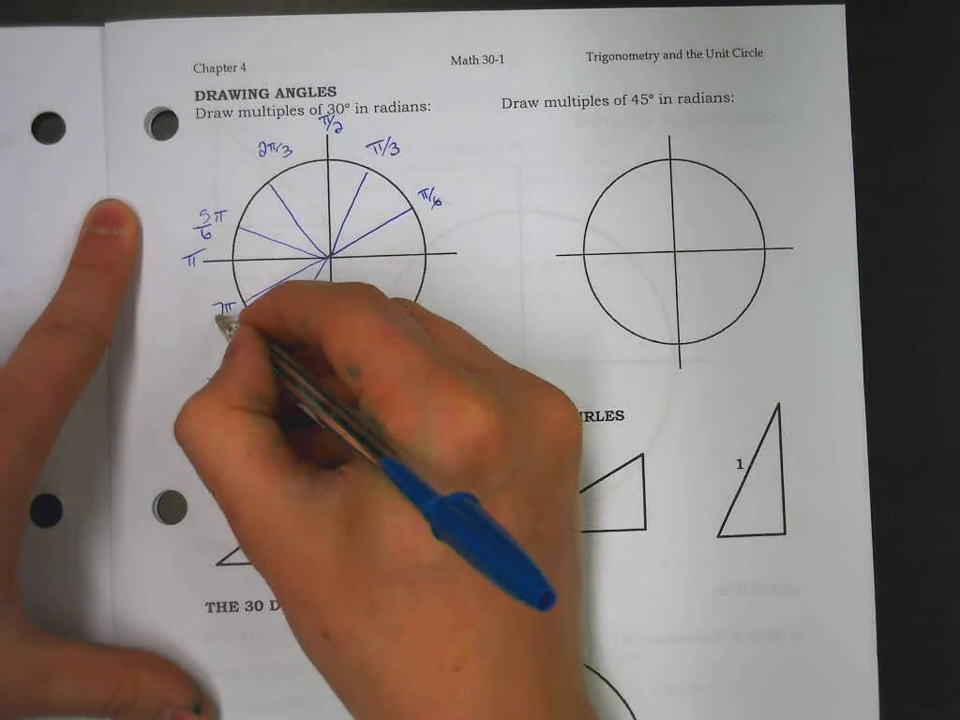 Chapter 4 Math 30-1 Trigonometry and the Unit Circle
DRAWING ANGLES
Draw multiples of 30° in radians: Draw multiples of 45° in radians:
π/2
2π/3 π/3
π/6
5π
6
π
7π
1
THE 30 D